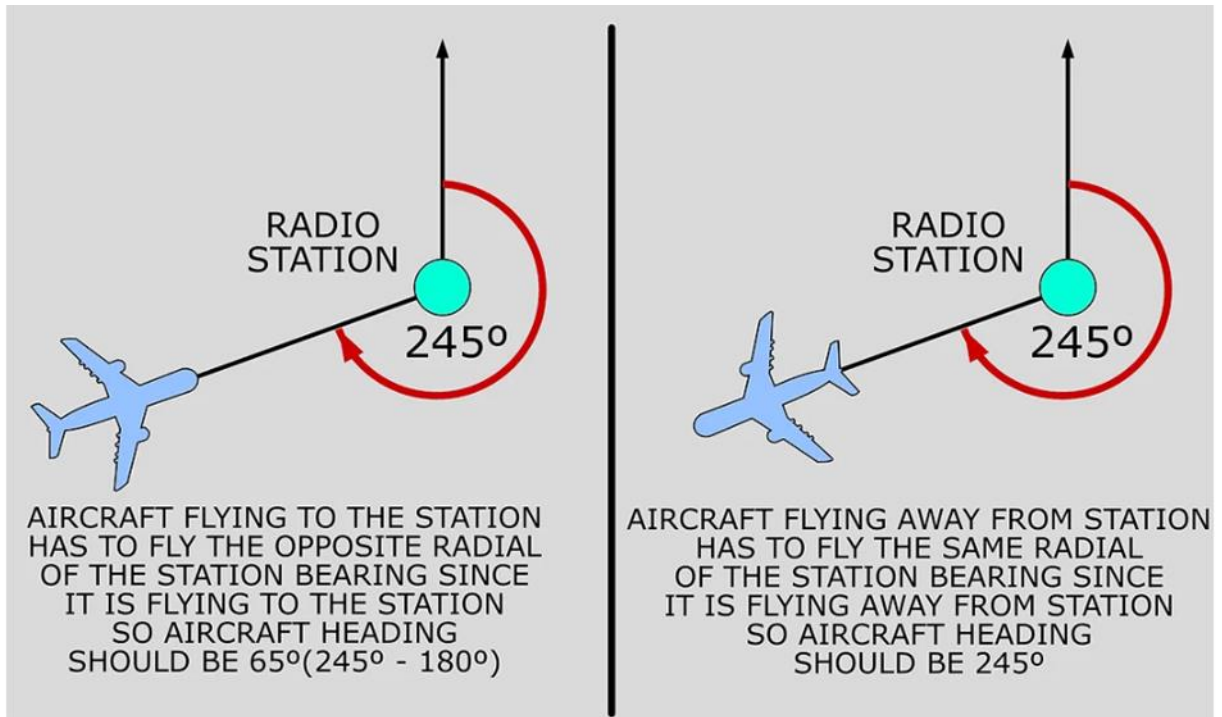 RADIO
STATION
245º
AIRCRAFT FLYING TO THE STATION
HAS TO FLY THE OPPOSITE RADIAL
OF THE STATION BEARING SINCE
IT IS FLYING TO THE STATION
SO AIRCRAFT HEADING
SHOULD BE 65º(245º - 180º)
RADIO
STATION
245º
AIRCRAFT FLYING AWAY FROM STATION
HAS TO FLY THE SAME RADIAL
OF THE STATION BEARING SINCE
IT IS FLYING AWAY FROM STATION
SO AIRCRAFT HEADING
SHOULD BE 245º